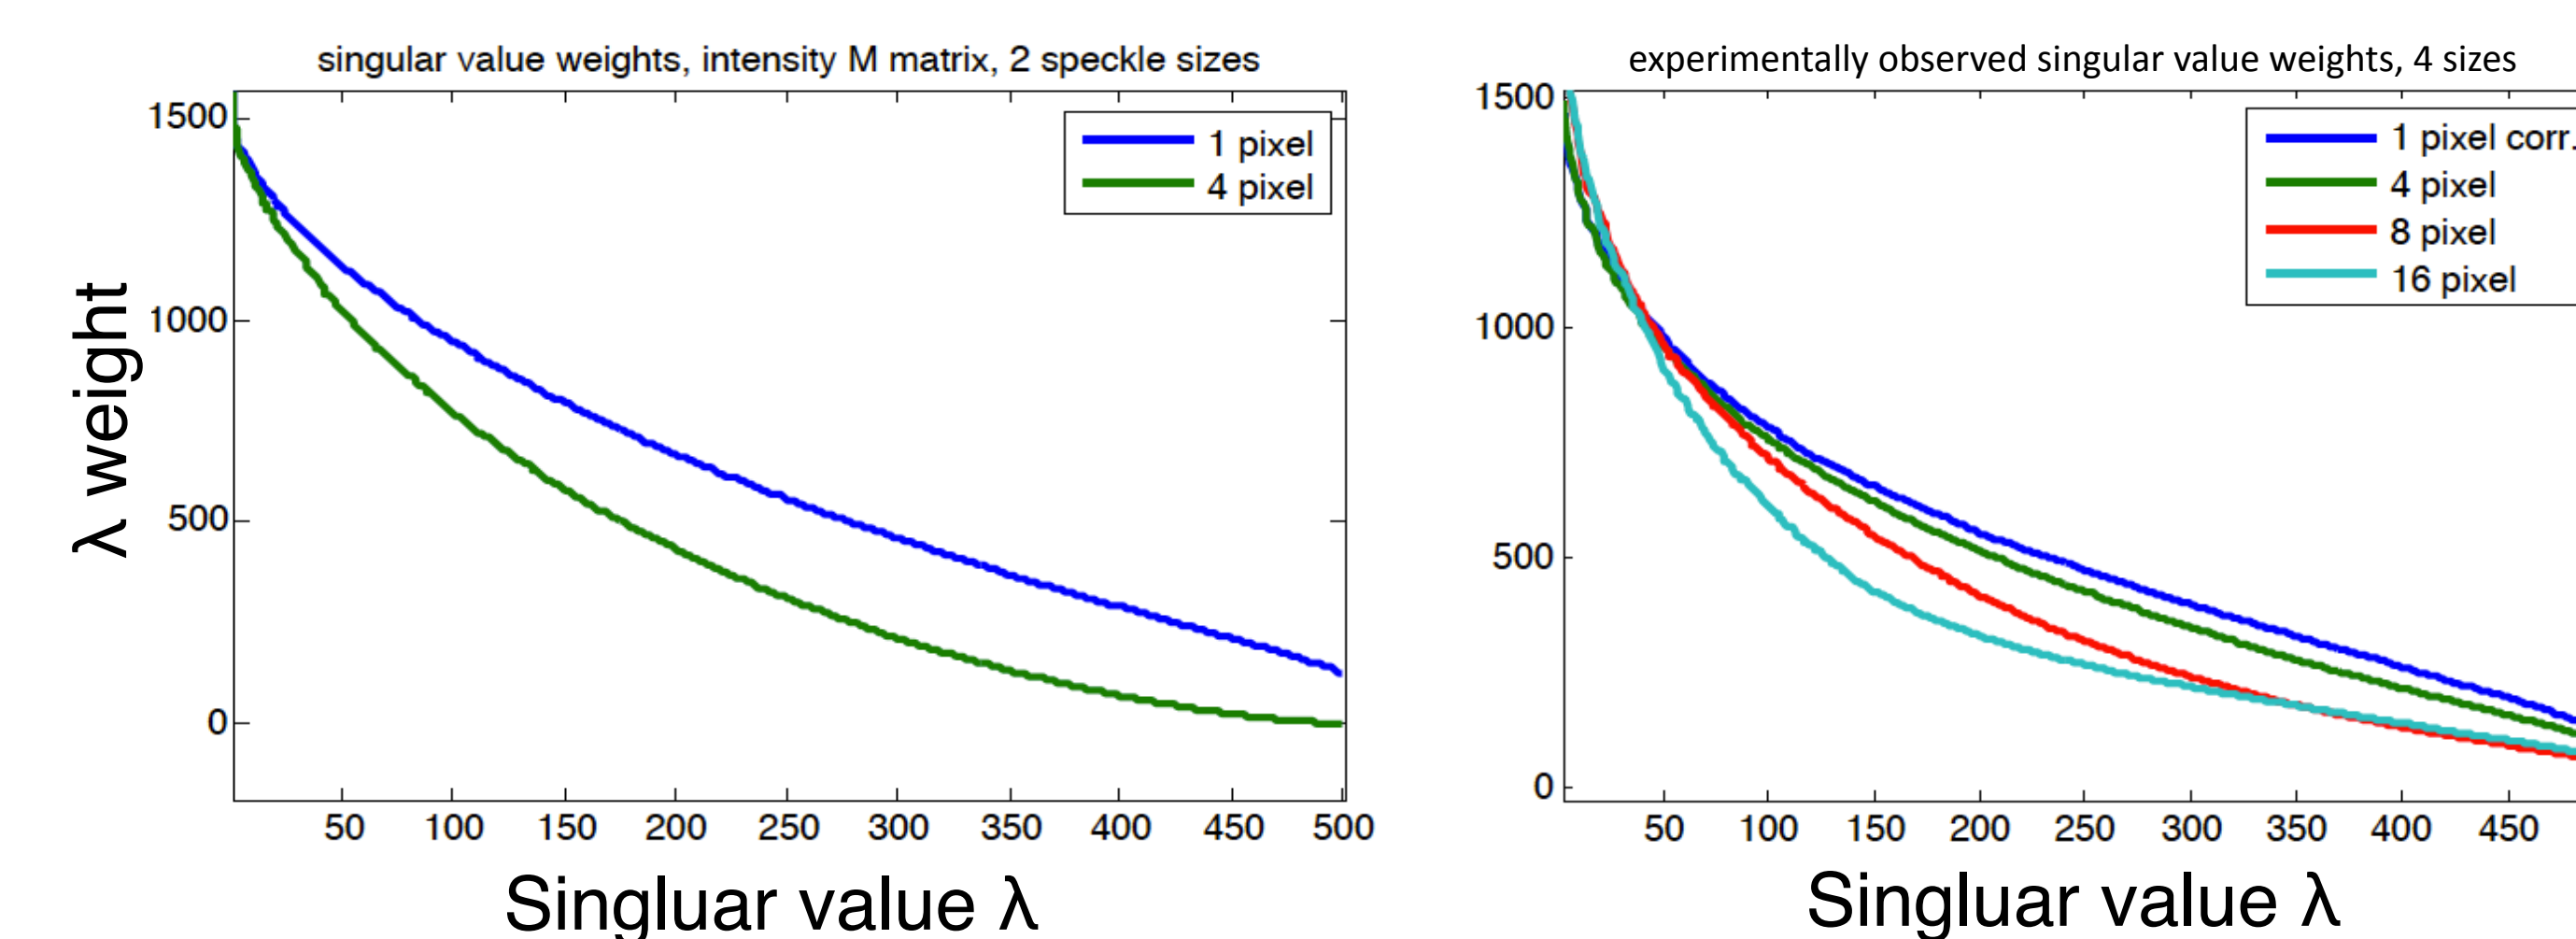 singular value weights, intensity M matrix, 2 speckle sizes
λ weight
1500
1000
500
0
1 pixel
4 pixel
50 100 150 200 250 300 350 400 450 500
Singluar value λ
experimentally observed singular value weights, 4 sizes
1500
1000
500
0
1 pixel corr.
4 pixel
8 pixel
16 pixel
50 100 150 200 250 300 350 400 450
Singluar value λ